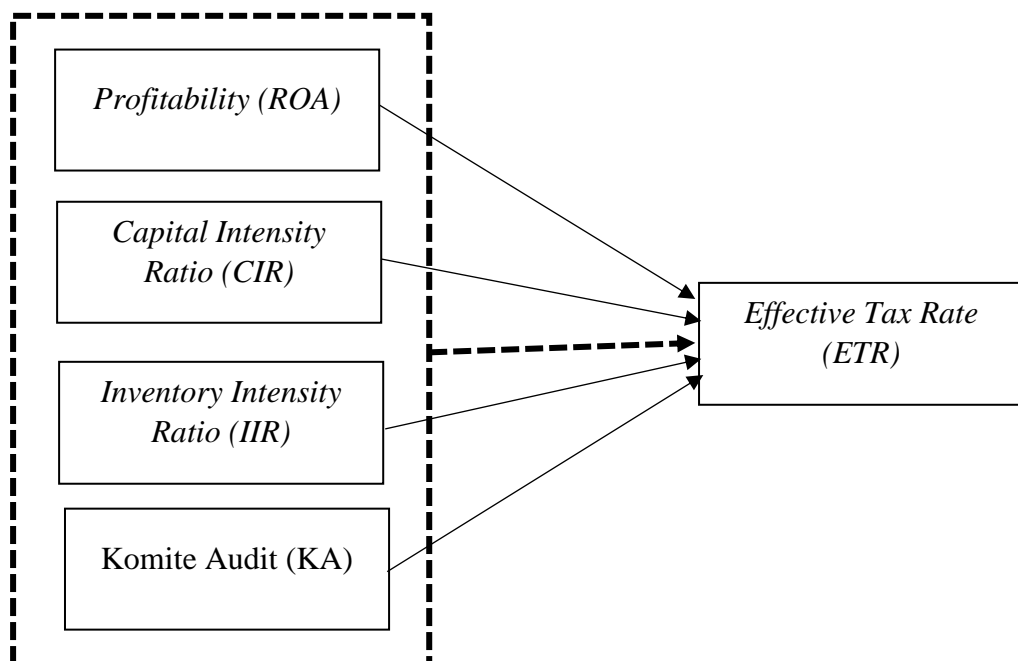 Profitability (ROA)
Capital Intensity
Ratio (CIR)
Inventory Intensity
Ratio (IIR)
Komite Audit (KA)
Effective Tax Rate
(ETR)